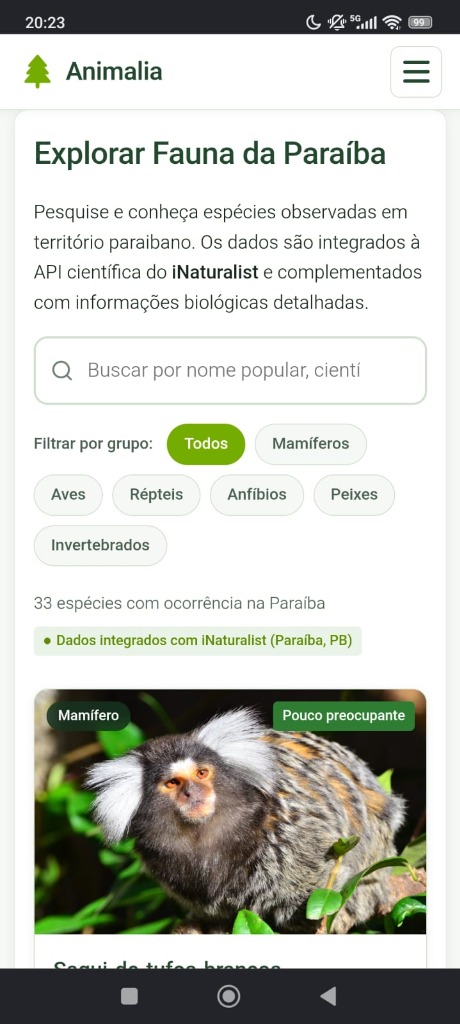 20:23
5G
99
Animalia
Explorar Fauna da Paraíba
Pesquise e conheça espécies observadas em
território paraibano. Os dados são integrados à
API científica do iNaturalist e complementados
com informações biológicas detalhadas.
Buscar por nome popular, cientí
Filtrar por grupo: Todos Mamíferos
Aves Répteis Anfíbios Peixes
Invertebrados
33 espécies com ocorrência na Paraíba
Dados integrados com iNaturalist (Paraíba, PB)
Mamífero Pouco preocupante